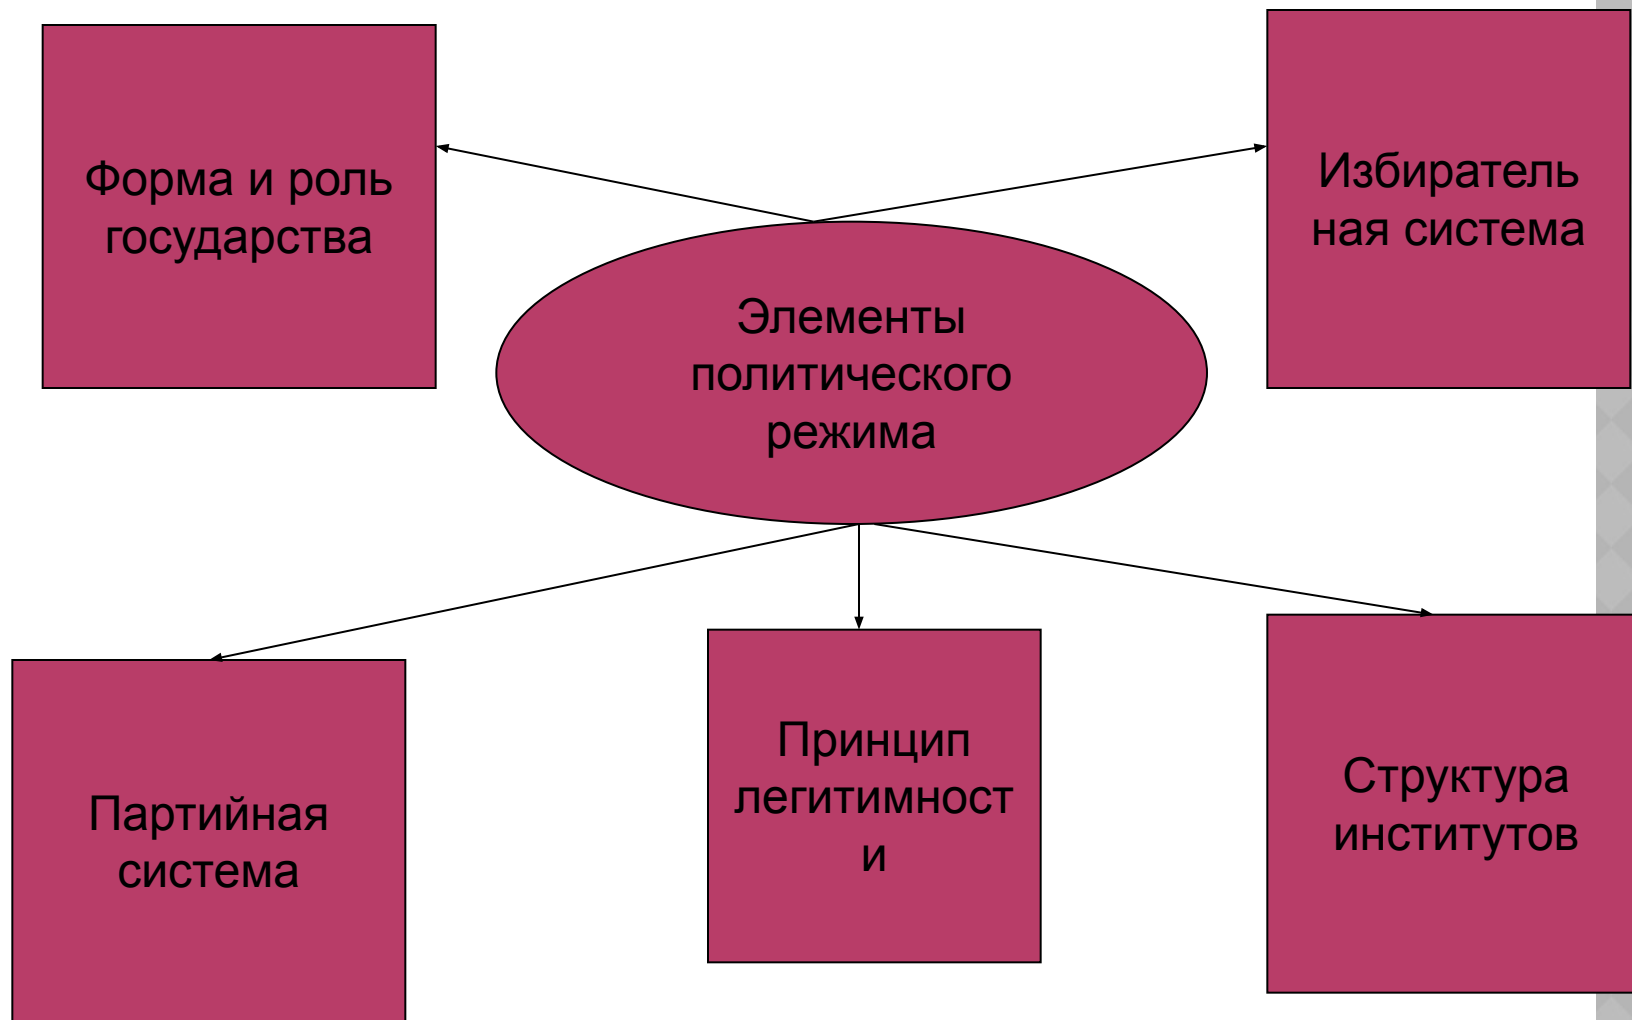 Форма и роль
государства
Избиратель
ная система
Элементы
политического
режима
Партийная
система
Принцип
легитимност
и
Структура
институтов